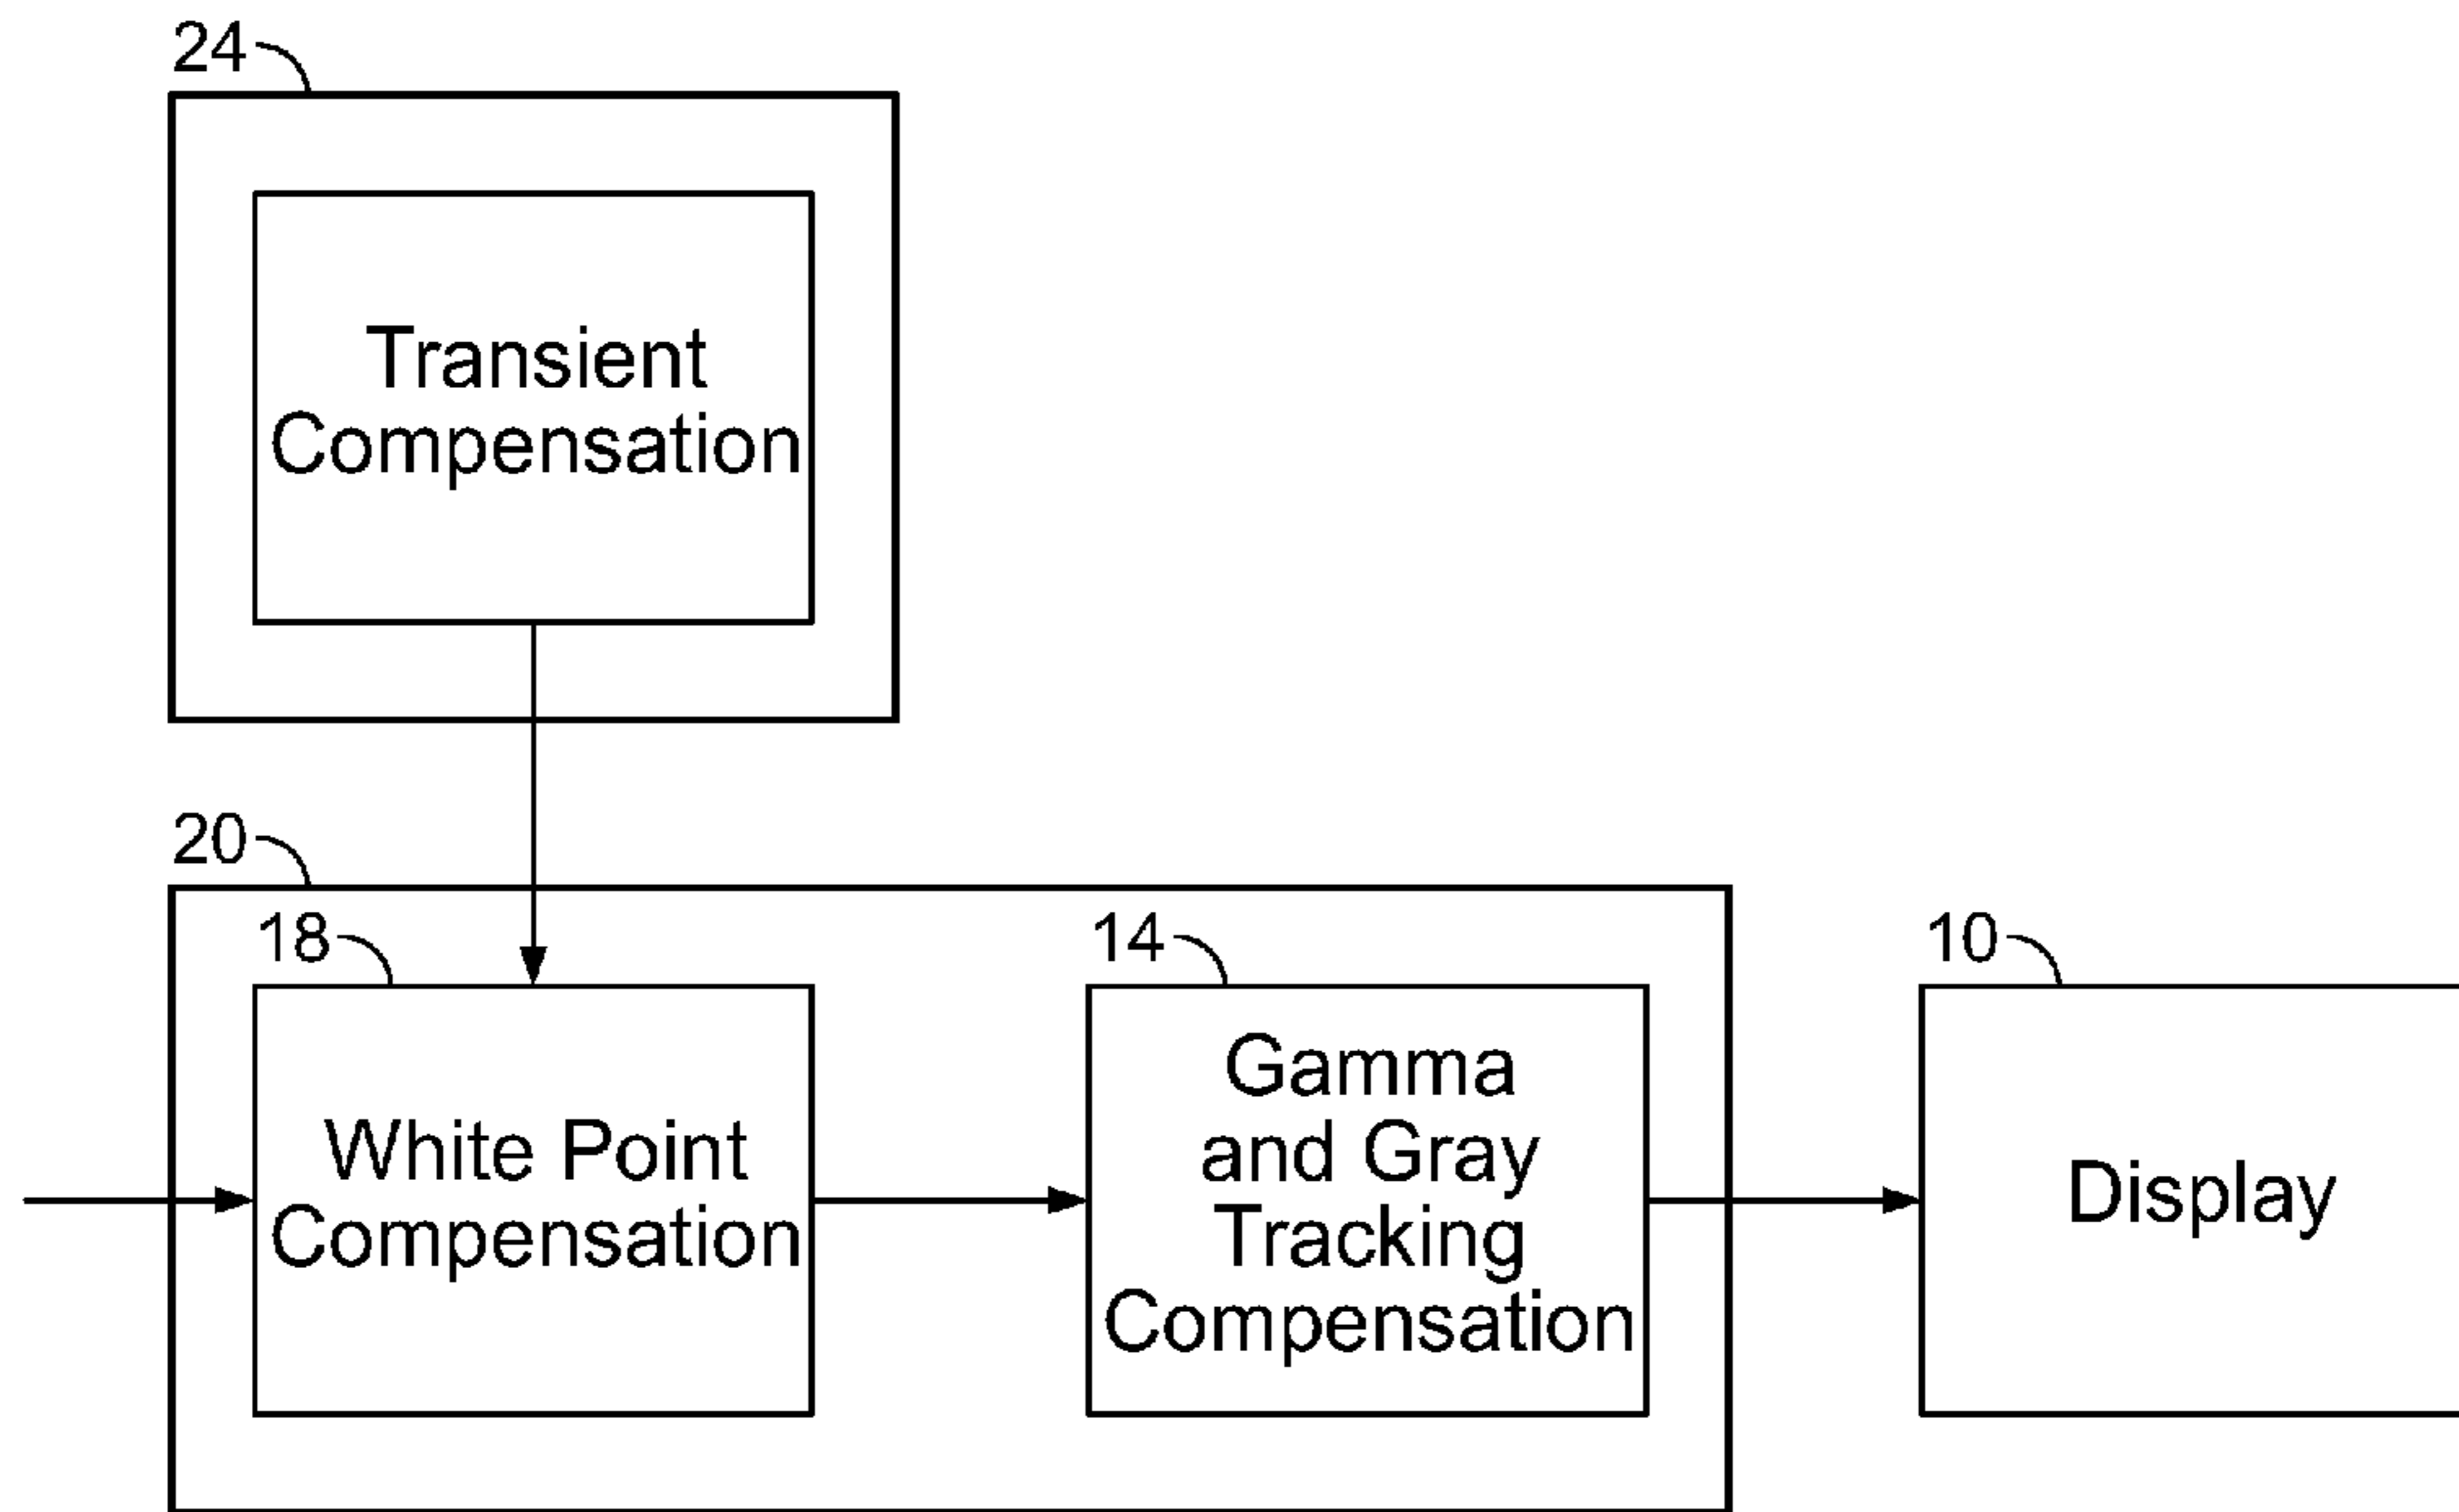 24
Transient
Compensation
20
18
White Point
Compensation
14
Gamma
and Gray
Tracking
Compensation
10
Display